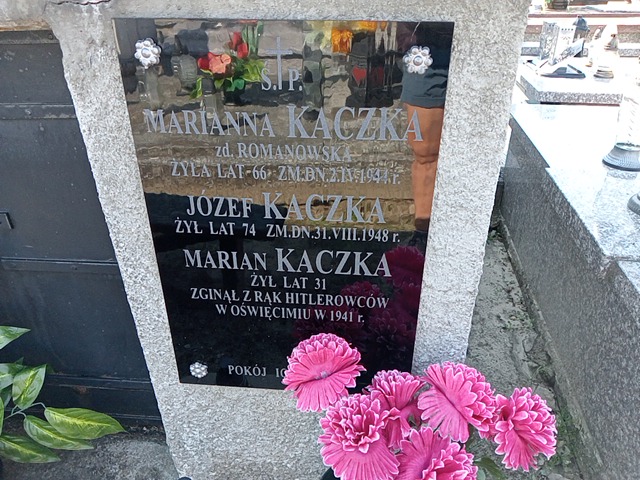 Ś.P.
MARIANNA KACZKA
zd. ROMANOWSKA
ŻYŁA LAT 66 ZM.DN.2.IV.1944 r.
JÓZEF KACZKA
ŻYŁ LAT 74 ZM.DN.31.VIII.1948 r.
MARIAN KACZKA
ŻYŁ LAT 31
ZGINĄŁ Z RĄK HITLEROWCÓW
W OŚWIĘCIMIU W 1941 r.
POKÓJ